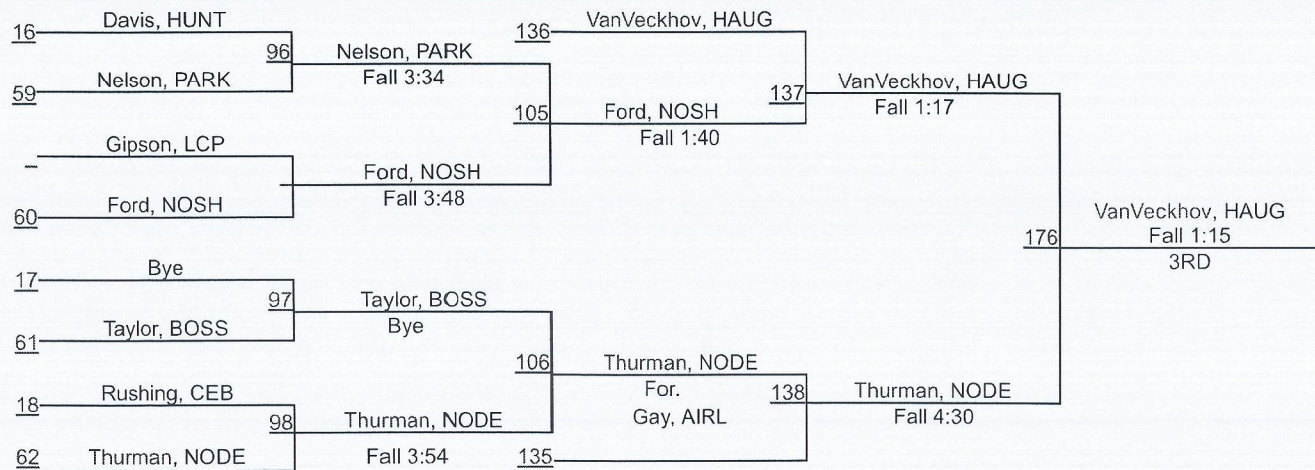 Davis, HUNT
16
96
Nelson, PARK
Fall 3:34
Nelson, PARK
59
Gipson, LCP
Ford, NOSH
Fall 3:48
Ford, NOSH
60
VanVeckhov, HAUG
136
137
VanVeckhov, HAUG
Fall 1:17
105
Ford, NOSH
Fall 1:40
Bye
17
97
Taylor, BOSS
Bye
Taylor, BOSS
61
Rushing, CEB
18
98
Thurman, NODE
Fall 3:54
62
Thurman, NODE
106
Thurman, NODE
For.
Gay, AIRL
135
138
Thurman, NODE
Fall 4:30
176
VanVeckhov, HAUG
Fall 1:15
3RD